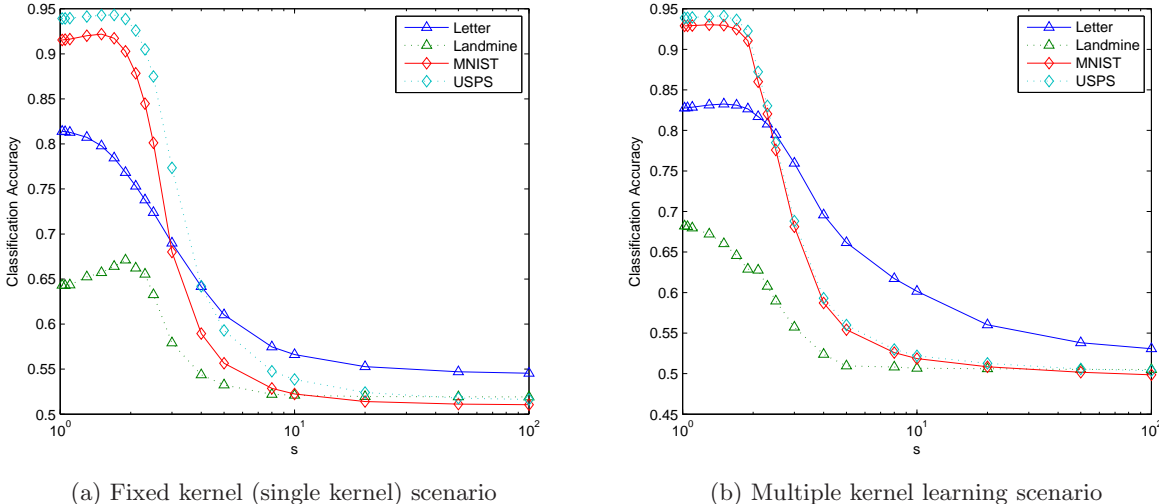 0.95
0.9
0.85
0.8
0.75
0.7
0.65
0.6
0.55
0.5
Classification Accuracy
10^0
10^1
10^2
s
Letter
Landmine
MNIST
USPS
(a) Fixed kernel (single kernel) scenario
0.95
0.9
0.85
0.8
0.75
0.7
0.65
0.6
0.55
0.5
0.45
Classification Accuracy
10^0
10^1
10^2
s
Letter
Landmine
MNIST
USPS
(b) Multiple kernel learning scenario